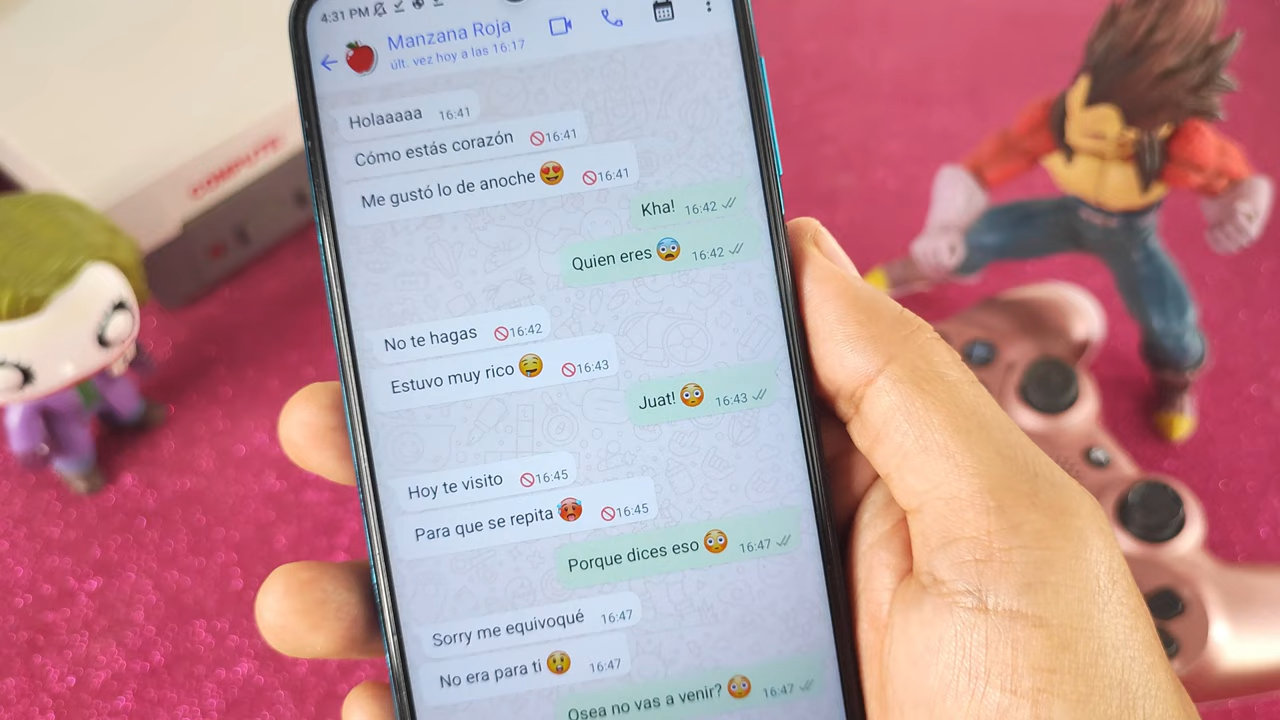 4:31 PM
Manzana Roja
últ. vez hoy a las 16:17
Holaaaaa 16:41
Cómo estás corazón 🚫16:41
Me gustó lo de anoche 😍 🚫16:41
Kha! 16:42
Quien eres 😨 16:42
No te hagas 🚫16:42
Estuvo muy rico 🤤 🚫16:43
Juat! 😳 16:43
Hoy te visito 🚫16:45
Para que se repita 🥵 🚫16:45
Porque dices eso 😳 16:47
Sorry me equivoqué 16:47
No era para ti 😲 16:47
Osea no vas a venir? 😳 16:47
COMPUTE